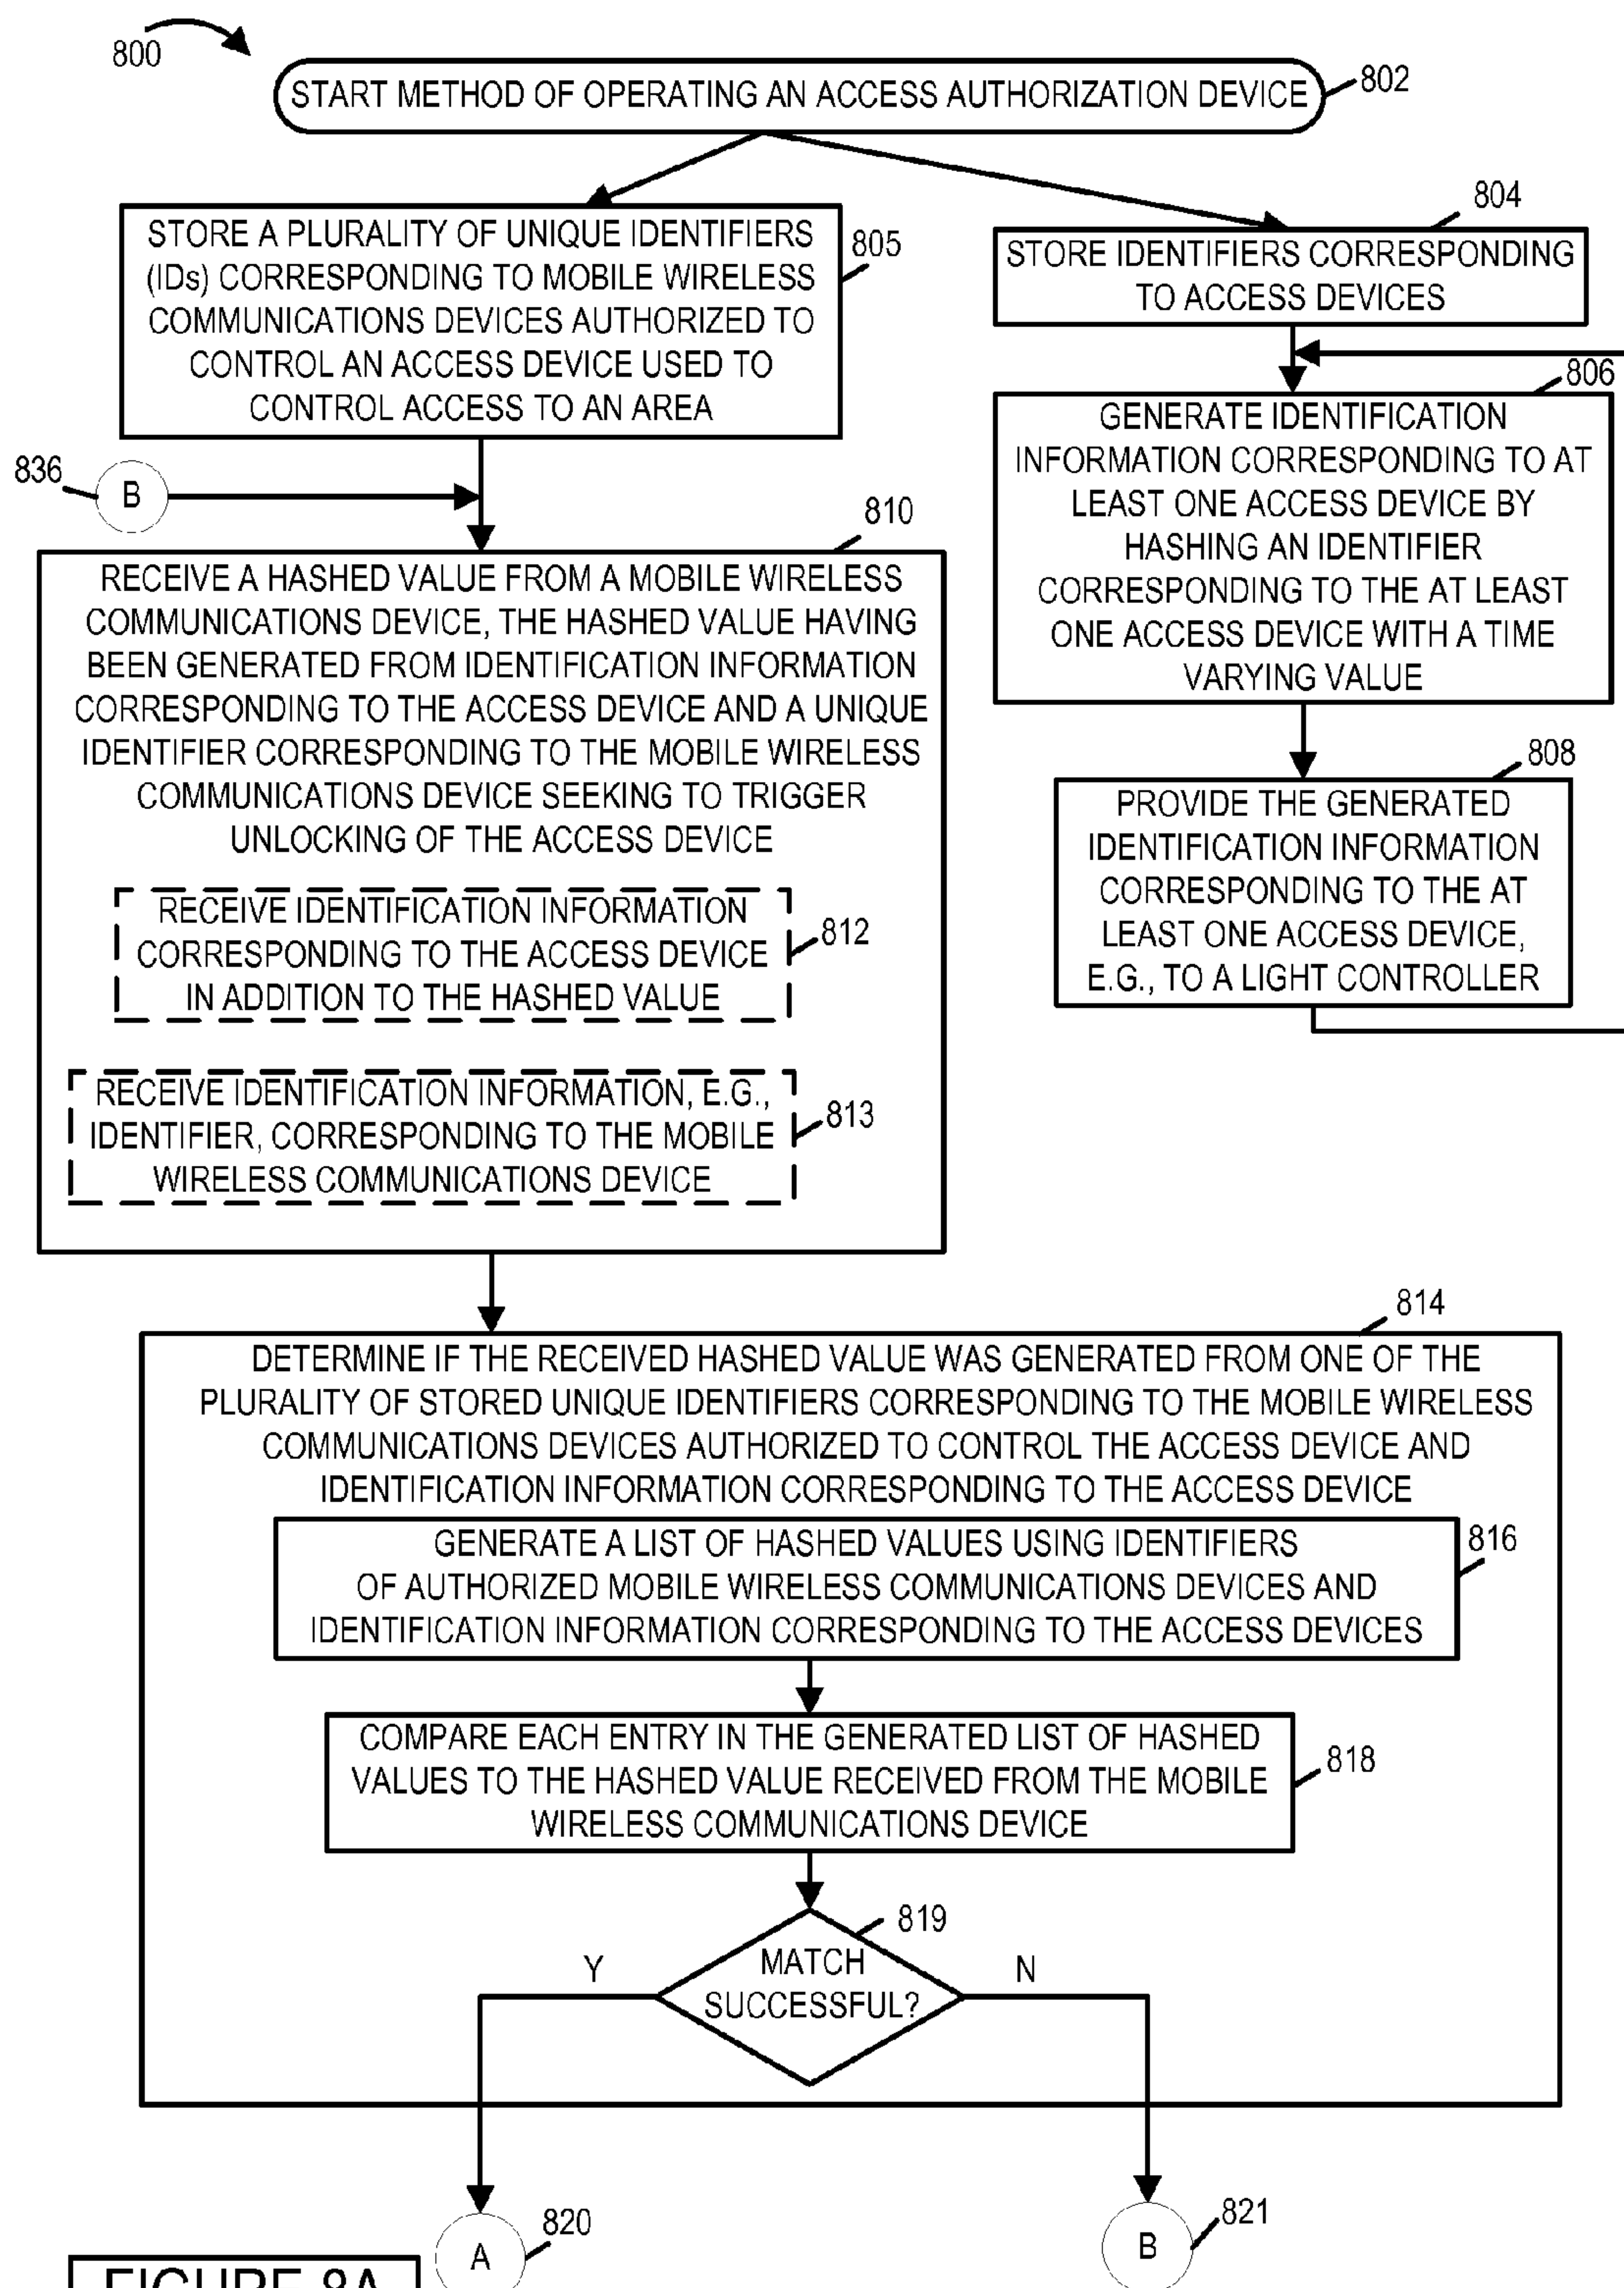 800
START METHOD OF OPERATING AN ACCESS AUTHORIZATION DEVICE
802
STORE A PLURALITY OF UNIQUE IDENTIFIERS
(IDs) CORRESPONDING TO MOBILE WIRELESS
COMMUNICATIONS DEVICES AUTHORIZED TO
CONTROL AN ACCESS DEVICE USED TO
CONTROL ACCESS TO AN AREA
805
804
STORE IDENTIFIERS CORRESPONDING
TO ACCESS DEVICES
806
GENERATE IDENTIFICATION
INFORMATION CORRESPONDING TO AT
LEAST ONE ACCESS DEVICE BY
HASHING AN IDENTIFIER
CORRESPONDING TO THE AT LEAST
ONE ACCESS DEVICE WITH A TIME
VARYING VALUE
808
PROVIDE THE GENERATED
IDENTIFICATION INFORMATION
CORRESPONDING TO THE AT
LEAST ONE ACCESS DEVICE,
E.G., TO A LIGHT CONTROLLER
836
B
810
RECEIVE A HASHED VALUE FROM A MOBILE WIRELESS
COMMUNICATIONS DEVICE, THE HASHED VALUE HAVING
BEEN GENERATED FROM IDENTIFICATION INFORMATION
CORRESPONDING TO THE ACCESS DEVICE AND A UNIQUE
IDENTIFIER CORRESPONDING TO THE MOBILE WIRELESS
COMMUNICATIONS DEVICE SEEKING TO TRIGGER
UNLOCKING OF THE ACCESS DEVICE
RECEIVE IDENTIFICATION INFORMATION
CORRESPONDING TO THE ACCESS DEVICE
IN ADDITION TO THE HASHED VALUE
812
RECEIVE IDENTIFICATION INFORMATION, E.G.,
IDENTIFIER, CORRESPONDING TO THE MOBILE
WIRELESS COMMUNICATIONS DEVICE
813
814
DETERMINE IF THE RECEIVED HASHED VALUE WAS GENERATED FROM ONE OF THE
PLURALITY OF STORED UNIQUE IDENTIFIERS CORRESPONDING TO THE MOBILE WIRELESS
COMMUNICATIONS DEVICES AUTHORIZED TO CONTROL THE ACCESS DEVICE AND
IDENTIFICATION INFORMATION CORRESPONDING TO THE ACCESS DEVICE
GENERATE A LIST OF HASHED VALUES USING IDENTIFIERS
OF AUTHORIZED MOBILE WIRELESS COMMUNICATIONS DEVICES AND
IDENTIFICATION INFORMATION CORRESPONDING TO THE ACCESS DEVICES
816
COMPARE EACH ENTRY IN THE GENERATED LIST OF HASHED
VALUES TO THE HASHED VALUE RECEIVED FROM THE MOBILE
WIRELESS COMMUNICATIONS DEVICE
818
819
MATCH
SUCCESSFUL?
Y
N
A
820
B
821
FIGURE 8A